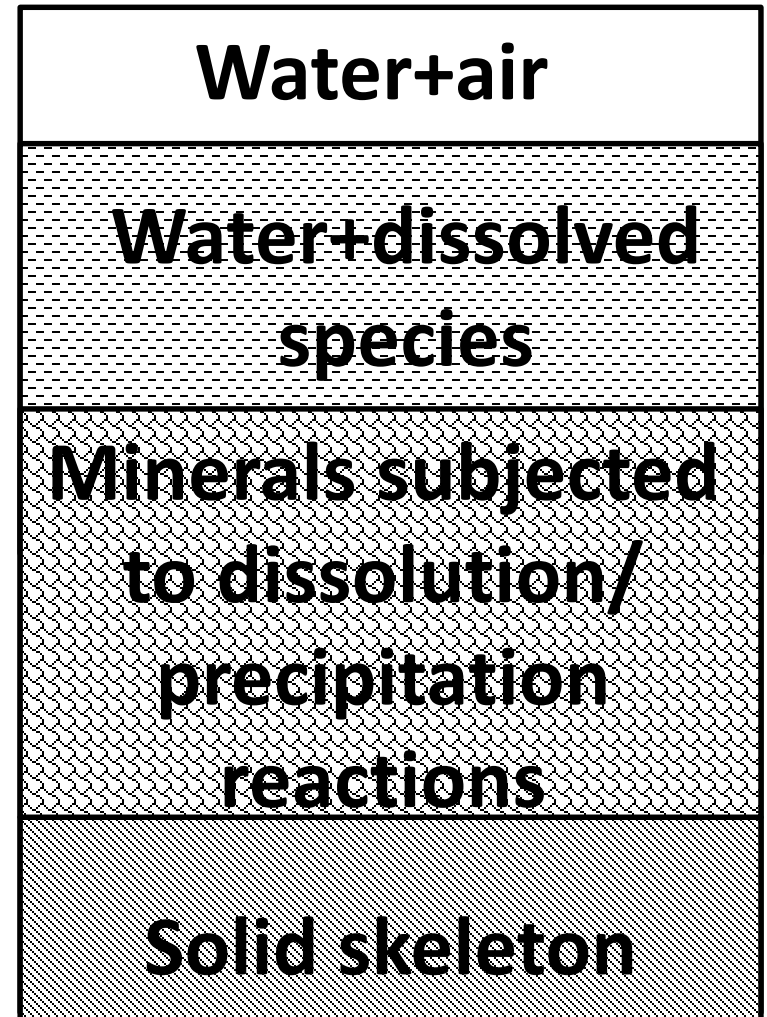 Water+air
Water+dissolved
species
Minerals subjected
to dissolution/
precipitation
reactions
Solid skeleton